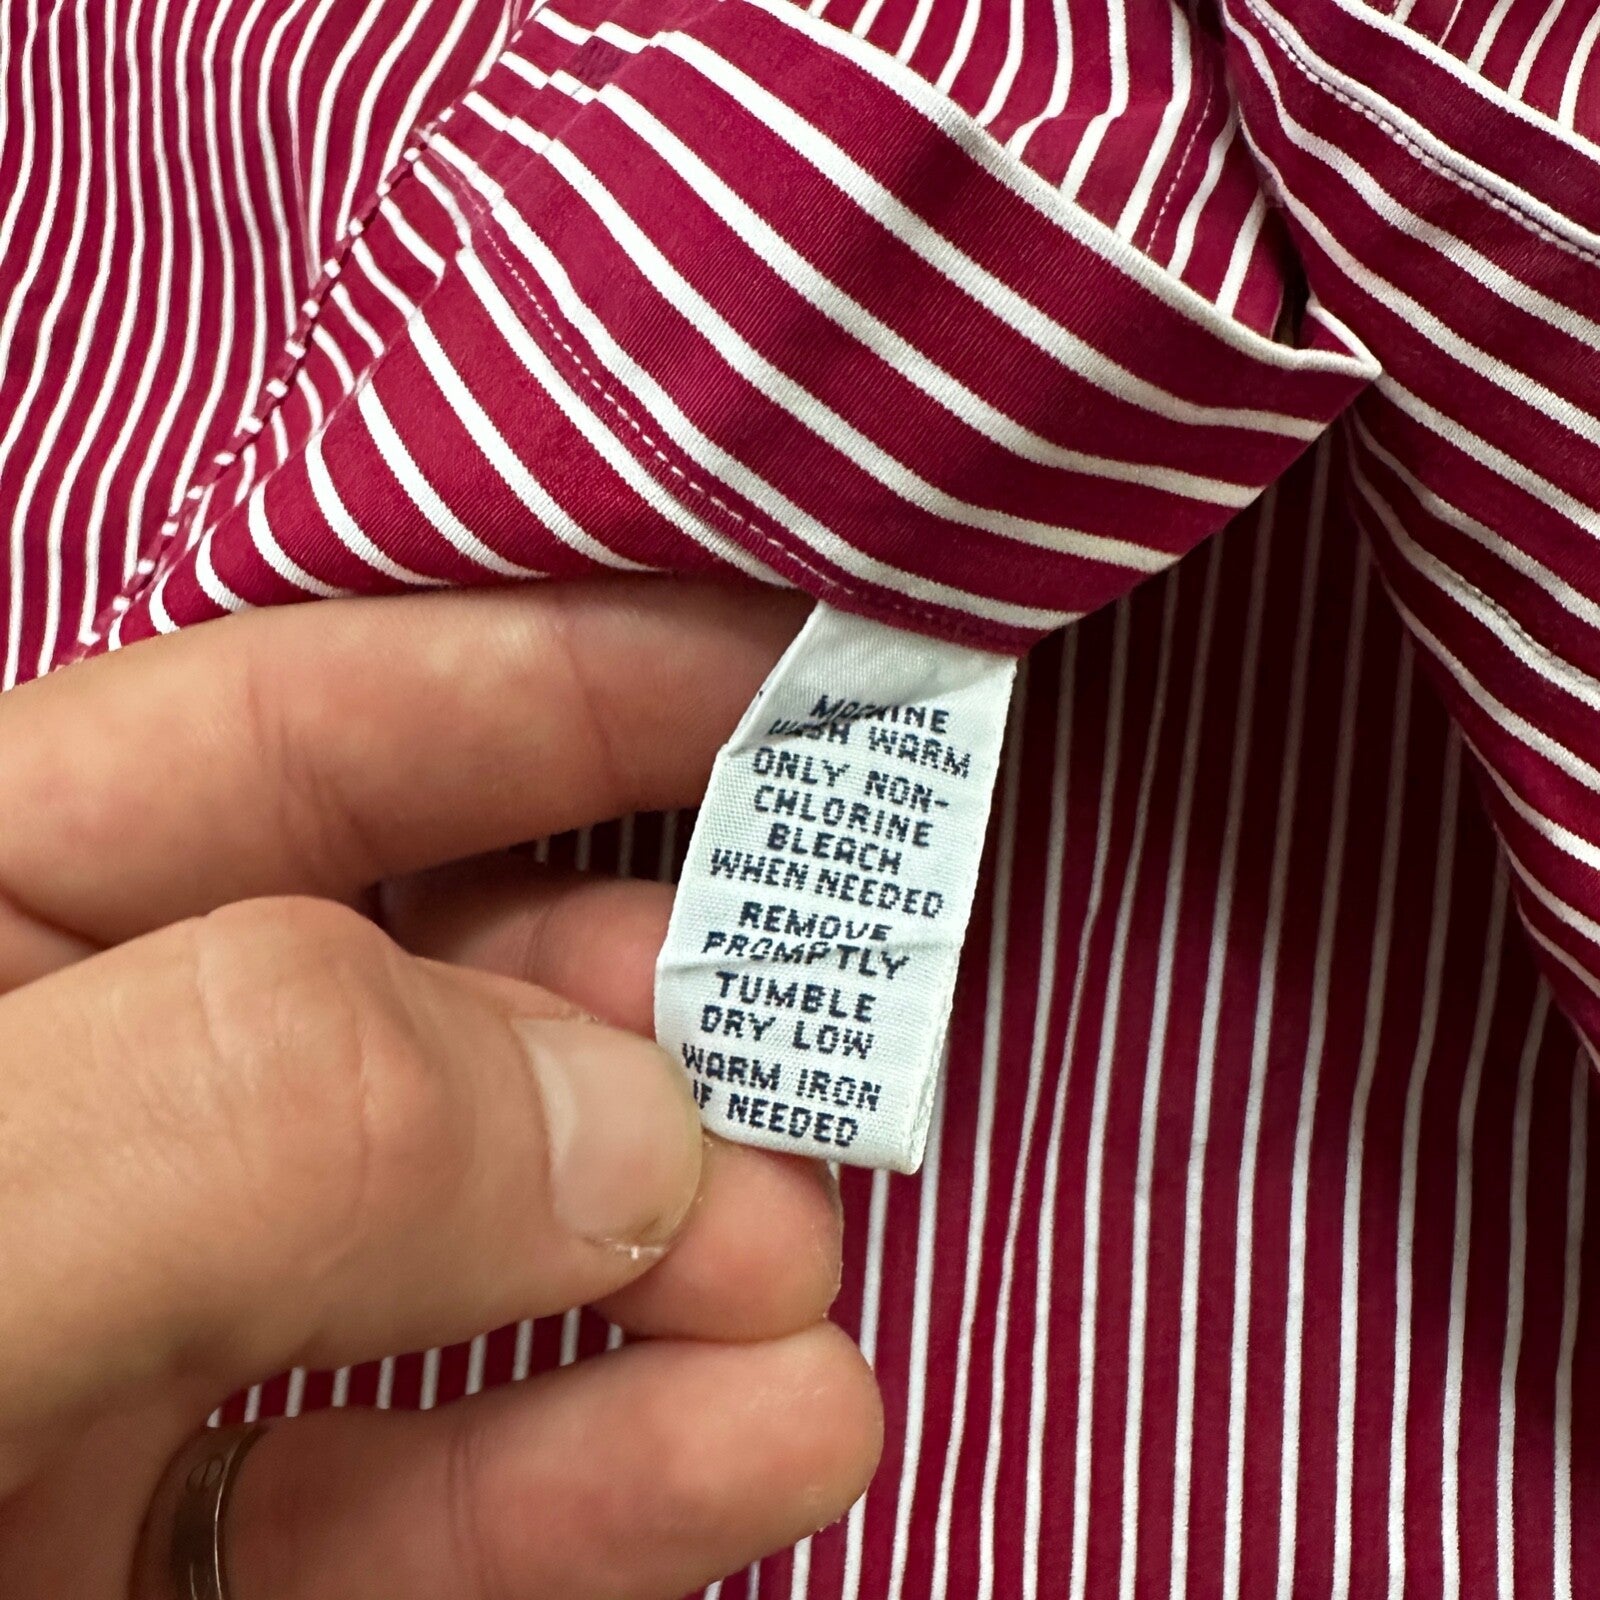 MACHINE
WASH WARM
ONLY NON-
CHLORINE
BLEACH
WHEN NEEDED
REMOVE
PROMPTLY
TUMBLE
DRY LOW
WARM IRON
IF NEEDED